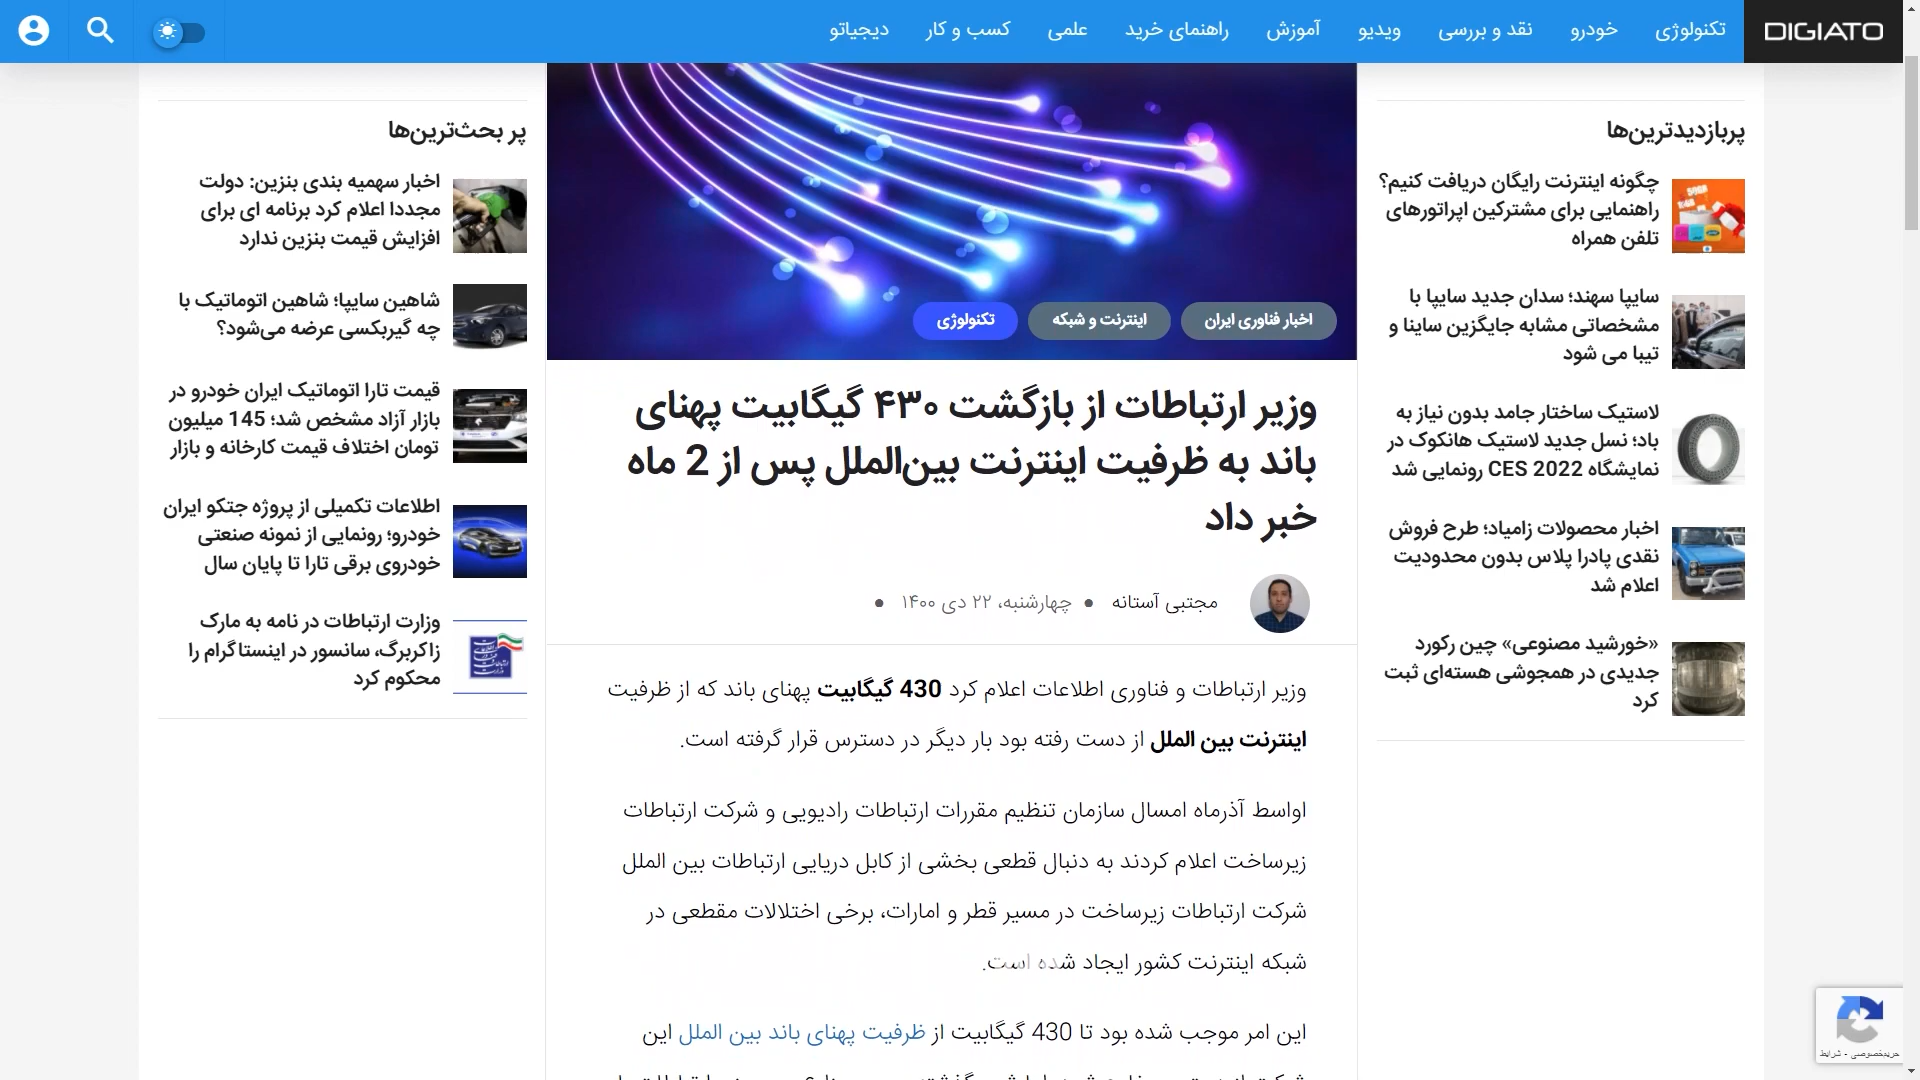 DIGIATO
تکنولوژی
خودرو
نقد و بررسی
ویدیو
آموزش
راهنمای خرید
علمی
کسب و کار
دیجیاتو
پربازدیدترین‌ها
چگونه اینترنت رایگان دریافت کنیم؟
راهنمایی برای مشترکین اپراتورهای
تلفن همراه
سایپا سهند؛ سدان جدید سایپا با
مشخصاتی مشابه جایگزین ساینا و
تیبا می شود
لاستیک ساختار جامد بدون نیاز به
باد؛ نسل جدید لاستیک هانکوک در
نمایشگاه CES 2022 رونمایی شد
اخبار محصولات زامیاد؛ طرح فروش
نقدی پادرا پلاس بدون محدودیت
اعلام شد
«خورشید مصنوعی» چین رکورد
جدیدی در همجوشی هسته‌ای ثبت
کرد
اخبار فناوری ایران
اینترنت و شبکه
تکنولوژی
وزیر ارتباطات از بازگشت ۴۳۰ گیگابیت پهنای
باند به ظرفیت اینترنت بین‌الملل پس از 2 ماه
خبر داد
مجتبی آستانه ● چهارشنبه، ۲۲ دی ۱۴۰۰ ●
وزیر ارتباطات و فناوری اطلاعات اعلام کرد 430 گیگابیت پهنای باند که از ظرفیت
اینترنت بین الملل از دست رفته بود بار دیگر در دسترس قرار گرفته است.
اواسط آذرماه امسال سازمان تنظیم مقررات ارتباطات رادیویی و شرکت ارتباطات
زیرساخت اعلام کردند به دنبال قطعی بخشی از کابل دریایی ارتباطات بین الملل
شرکت ارتباطات زیرساخت در مسیر قطر و امارات، برخی اختلالات مقطعی در
شبکه اینترنت کشور ایجاد شده است.
این امر موجب شده بود تا 430 گیگابیت از ظرفیت پهنای باند بین الملل این
پر بحث‌ترین‌ها
اخبار سهمیه بندی بنزین: دولت
مجددا اعلام کرد برنامه ای برای
افزایش قیمت بنزین ندارد
شاهین سایپا؛ شاهین اتوماتیک با
چه گیربکسی عرضه می‌شود؟
قیمت تارا اتوماتیک ایران خودرو در
بازار آزاد مشخص شد؛ 145 میلیون
تومان اختلاف قیمت کارخانه و بازار
اطلاعات تکمیلی از پروژه جتکو ایران
خودرو؛ رونمایی از نمونه صنعتی
خودروی برقی تارا تا پایان سال
وزارت ارتباطات در نامه به مارک
زاکربرگ، سانسور در اینستاگرام را
محکوم کرد
حریم‌خصوصی - شرایط